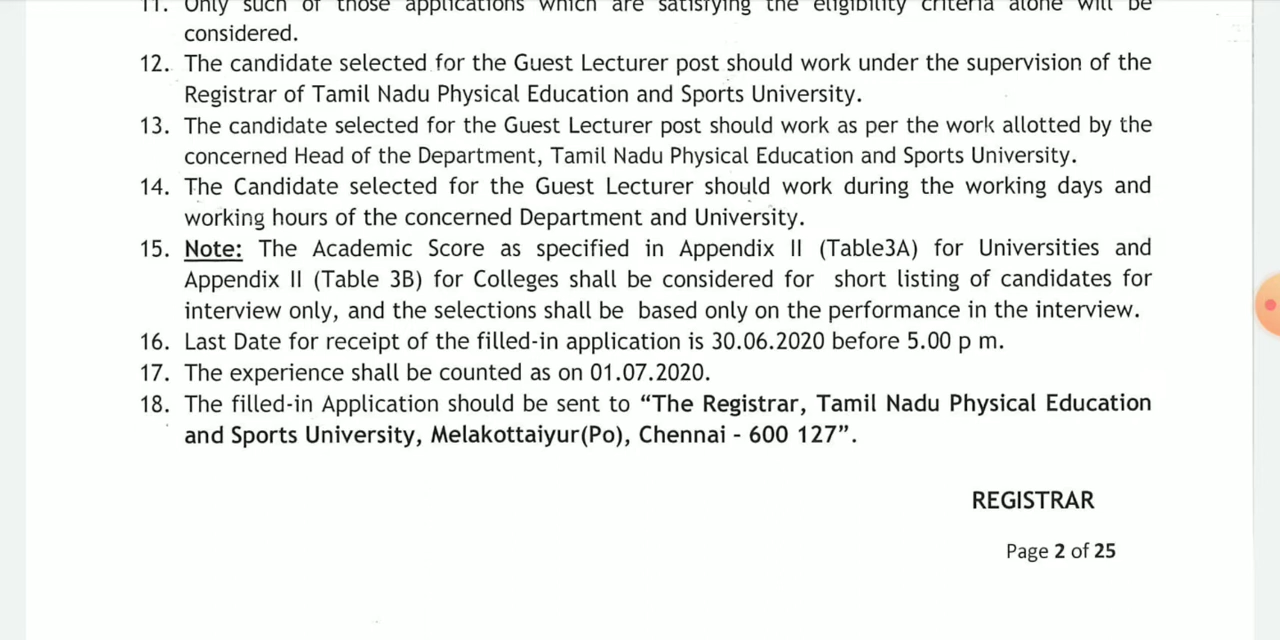 11. Only such of those applications which are satisfying the eligibility criteria alone will be
considered.
12. The candidate selected for the Guest Lecturer post should work under the supervision of the
Registrar of Tamil Nadu Physical Education and Sports University.
13. The candidate selected for the Guest Lecturer post should work as per the work allotted by the
concerned Head of the Department, Tamil Nadu Physical Education and Sports University.
14. The Candidate selected for the Guest Lecturer should work during the working days and
working hours of the concerned Department and University.
15. Note: The Academic Score as specified in Appendix II (Table3A) for Universities and
Appendix II (Table 3B) for Colleges shall be considered for short listing of candidates for
interview only, and the selections shall be based only on the performance in the interview.
16. Last Date for receipt of the filled-in application is 30.06.2020 before 5.00 p m.
17. The experience shall be counted as on 01.07.2020.
18. The filled-in Application should be sent to “The Registrar, Tamil Nadu Physical Education
and Sports University, Melakottaiyur(Po), Chennai - 600 127”.
REGISTRAR
Page 2 of 25